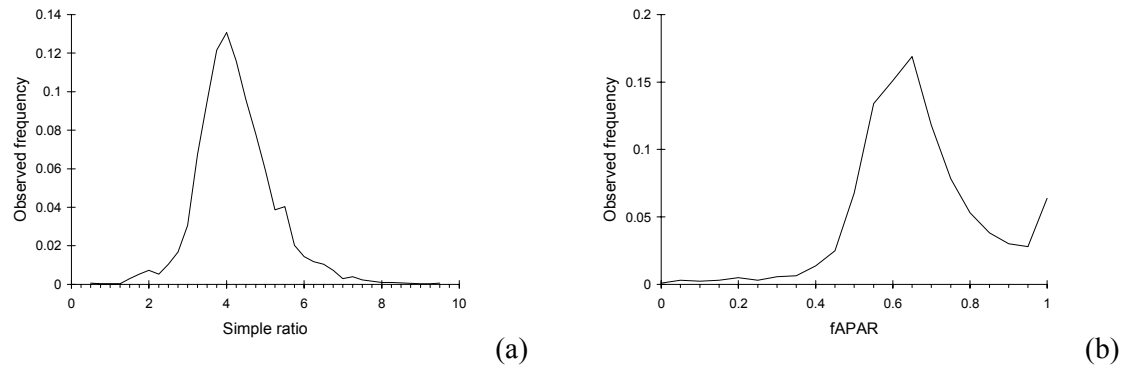 0.14
0.12
0.1
0.08
0.06
0.04
0.02
0
Observed frequency
0 2 4 6 8 10
Simple ratio
(a)
0.2
0.15
0.1
0.05
0
Observed frequency
0 0.2 0.4 0.6 0.8 1
fAPAR
(b)